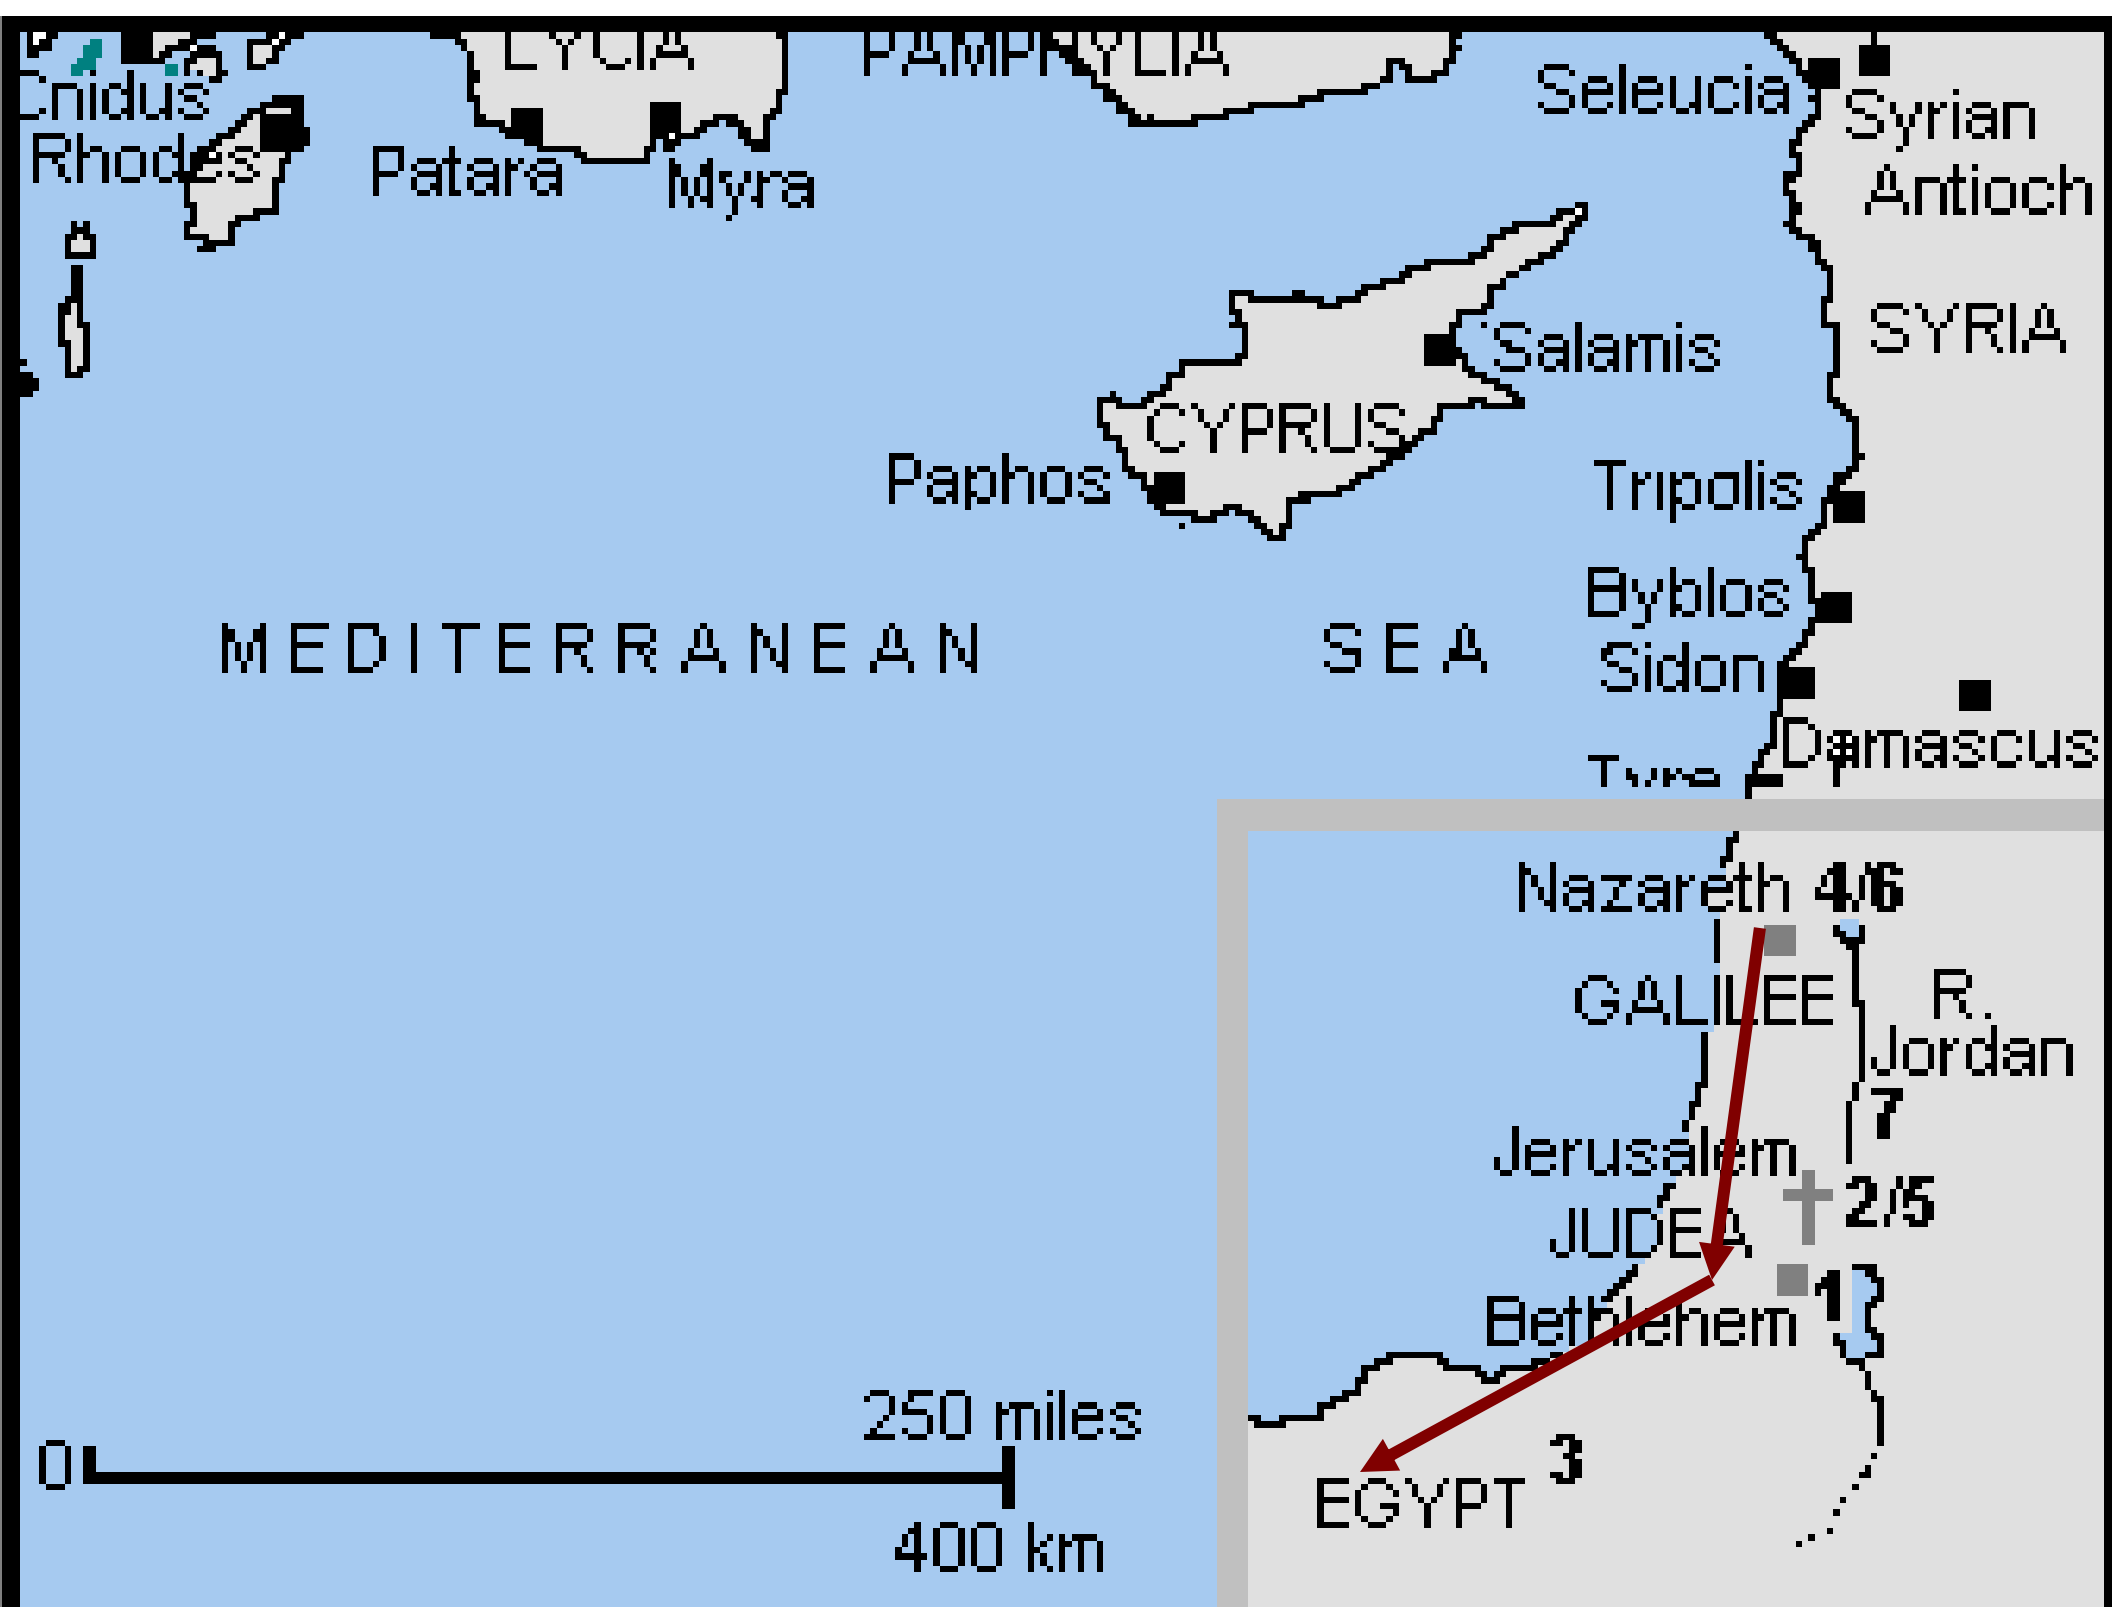 LYCIA
PAMPHYLIA
Cnidus
Seleucia
Syrian
Antioch
Rhodes
Patara
Myra
SYRIA
Salamis
CYPRUS
Paphos
Tripolis
Byblos
MEDITERRANEAN SEA
Sidon
Damascus
Tyre
Nazareth 4/6
GALILEE
R.
Jordan
7
Jerusalem
2/5
JUDEA
1
Bethlehem
250 miles
0
3
EGYPT
400 km